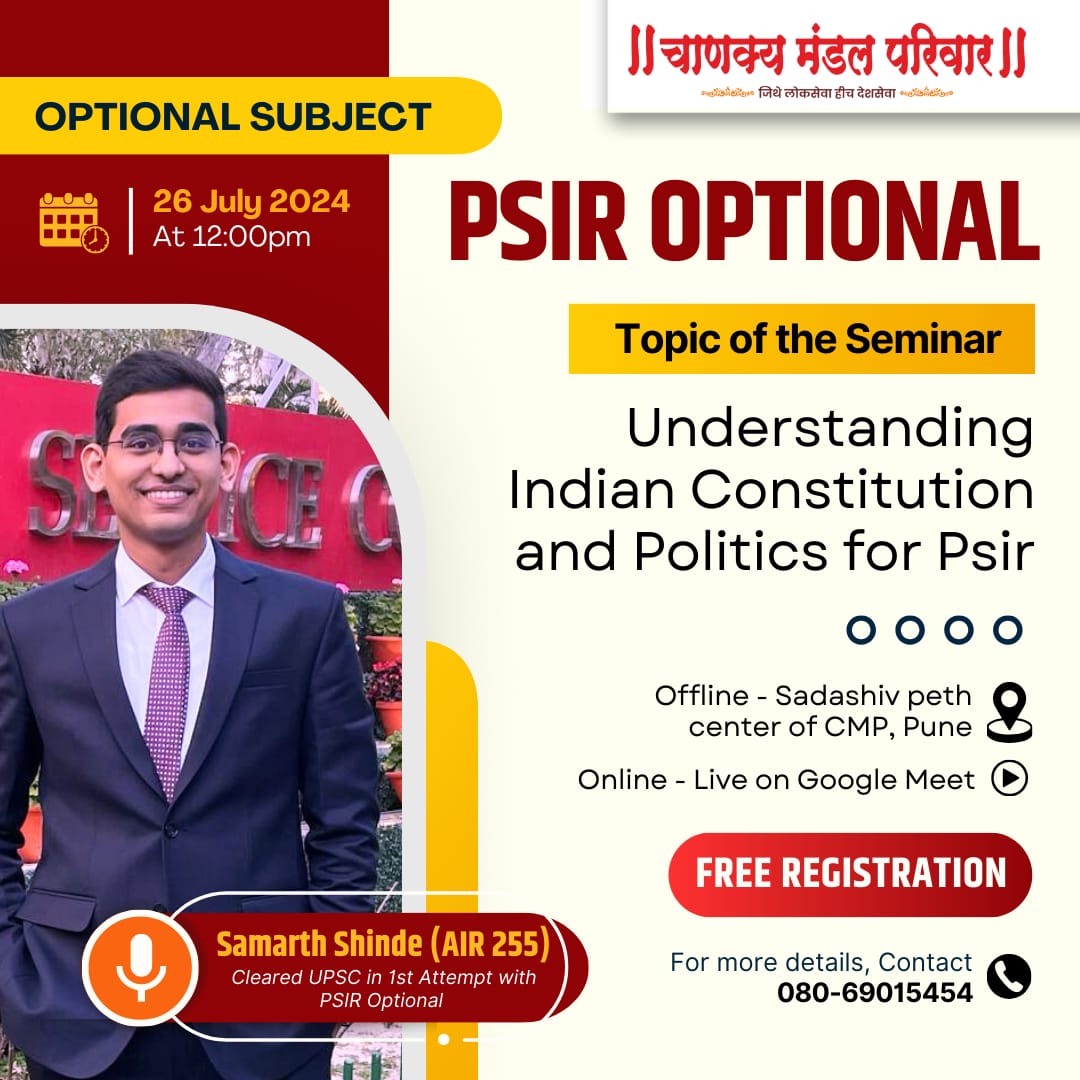 ॥चाणक्य मंडल परिवार॥
जिथे लोकसेवा हीच देशसेवा
OPTIONAL SUBJECT
26 July 2024
At 12:00pm
PSIR OPTIONAL
Topic of the Seminar
Understanding
Indian Constitution
and Politics for Psir
Offline - Sadashiv peth
center of CMP, Pune
Online - Live on Google Meet
FREE REGISTRATION
For more details, Contact
080-69015454
Samarth Shinde (AIR 255)
Cleared UPSC in 1st Attempt with
PSIR Optional